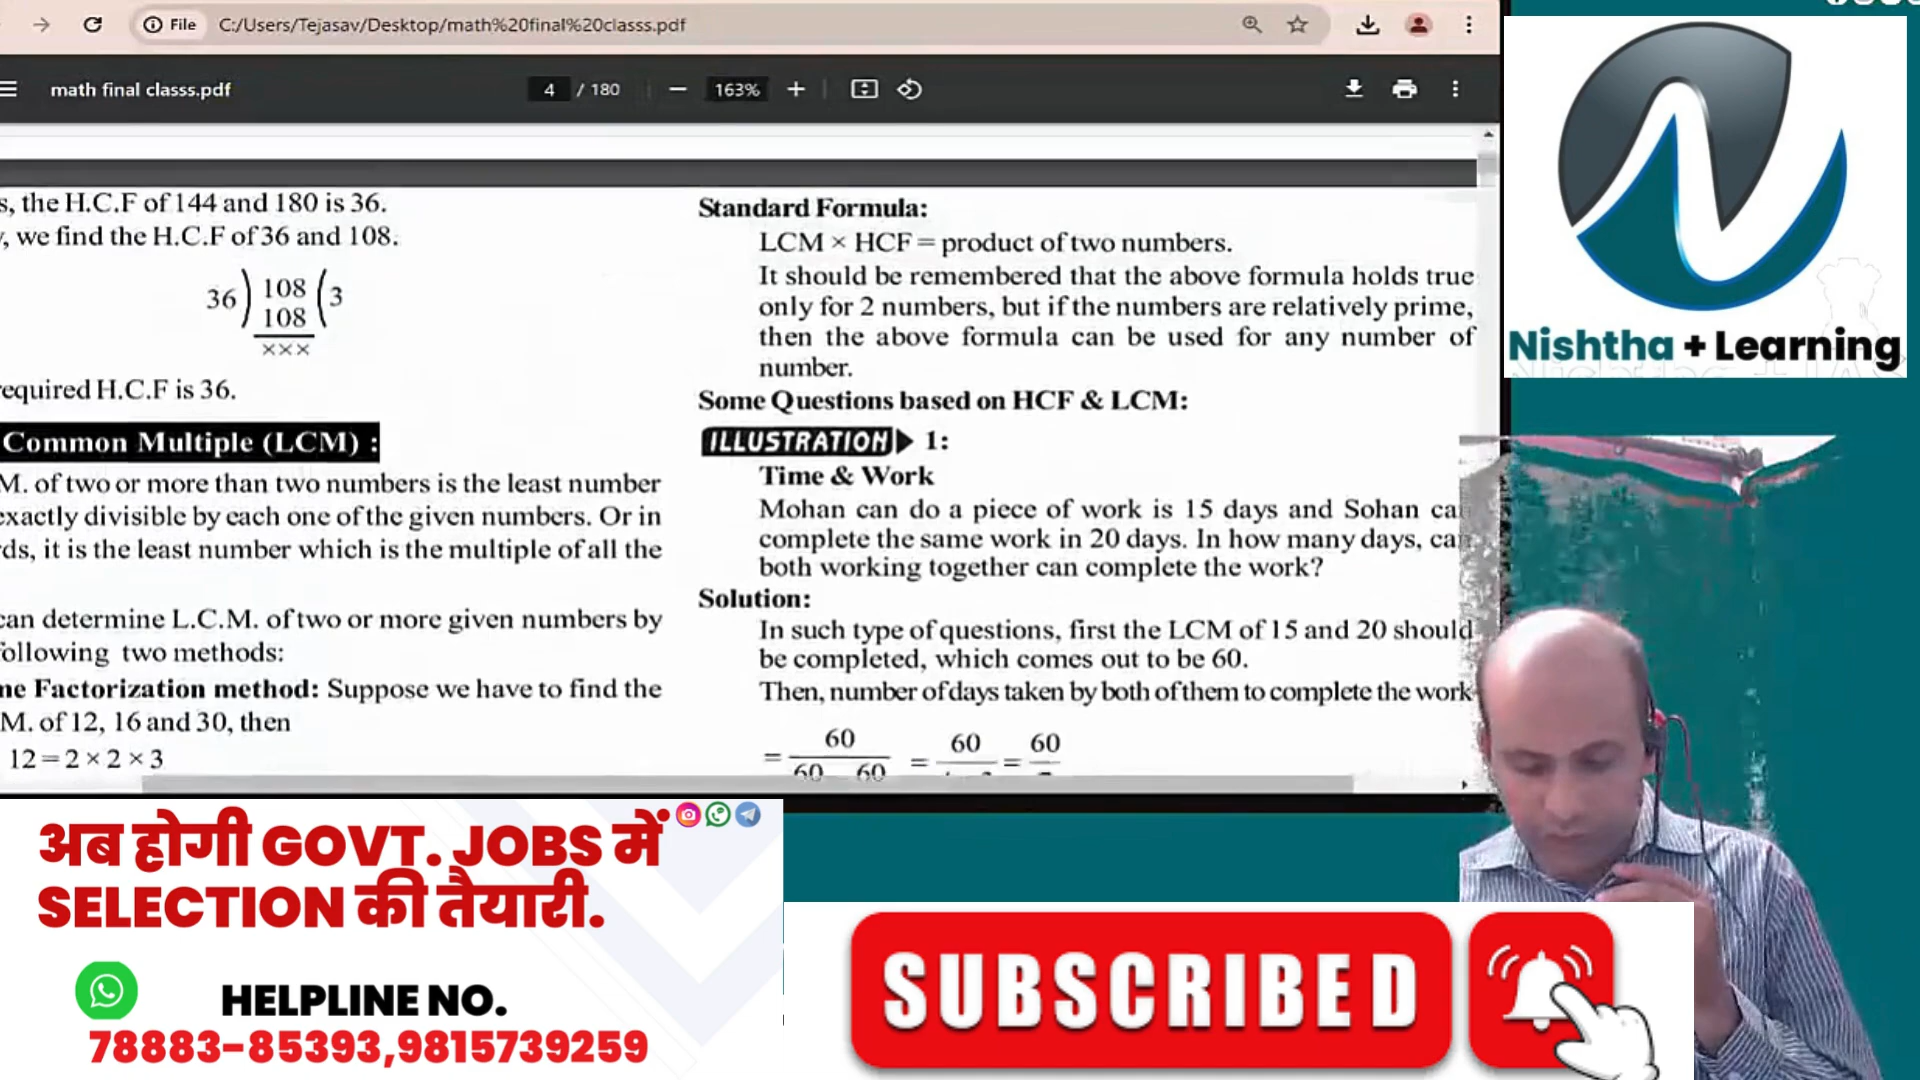 File
C:/Users/Tejasav/Desktop/math%20final%20classs.pdf
math final classs.pdf
4 / 180
163%
s, the H.C.F of 144 and 180 is 36.
, we find the H.C.F of 36 and 108.
36 ) 108 ( 3
108
×××
equired H.C.F is 36.
Common Multiple (LCM) :
M. of two or more than two numbers is the least number
exactly divisible by each one of the given numbers. Or in
ds, it is the least number which is the multiple of all the
can determine L.C.M. of two or more given numbers by
following two methods:
me Factorization method: Suppose we have to find the
M. of 12, 16 and 30, then
12 = 2 × 2 × 3
Standard Formula:
LCM × HCF = product of two numbers.
It should be remembered that the above formula holds true
only for 2 numbers, but if the numbers are relatively prime,
then the above formula can be used for any number of
number.
Some Questions based on HCF & LCM:
ILLUSTRATION 1:
Time & Work
Mohan can do a piece of work is 15 days and Sohan ca
complete the same work in 20 days. In how many days, ca
both working together can complete the work?
Solution:
In such type of questions, first the LCM of 15 and 20 should
be completed, which comes out to be 60.
Then, number of days taken by both of them to complete the work
= 60 = 60 = 60
60 60
Nishtha + Learning
अब होगी GOVT. JOBS में
SELECTION की तैयारी.
HELPLINE NO.
78883-85393,9815739259
SUBSCRIBED